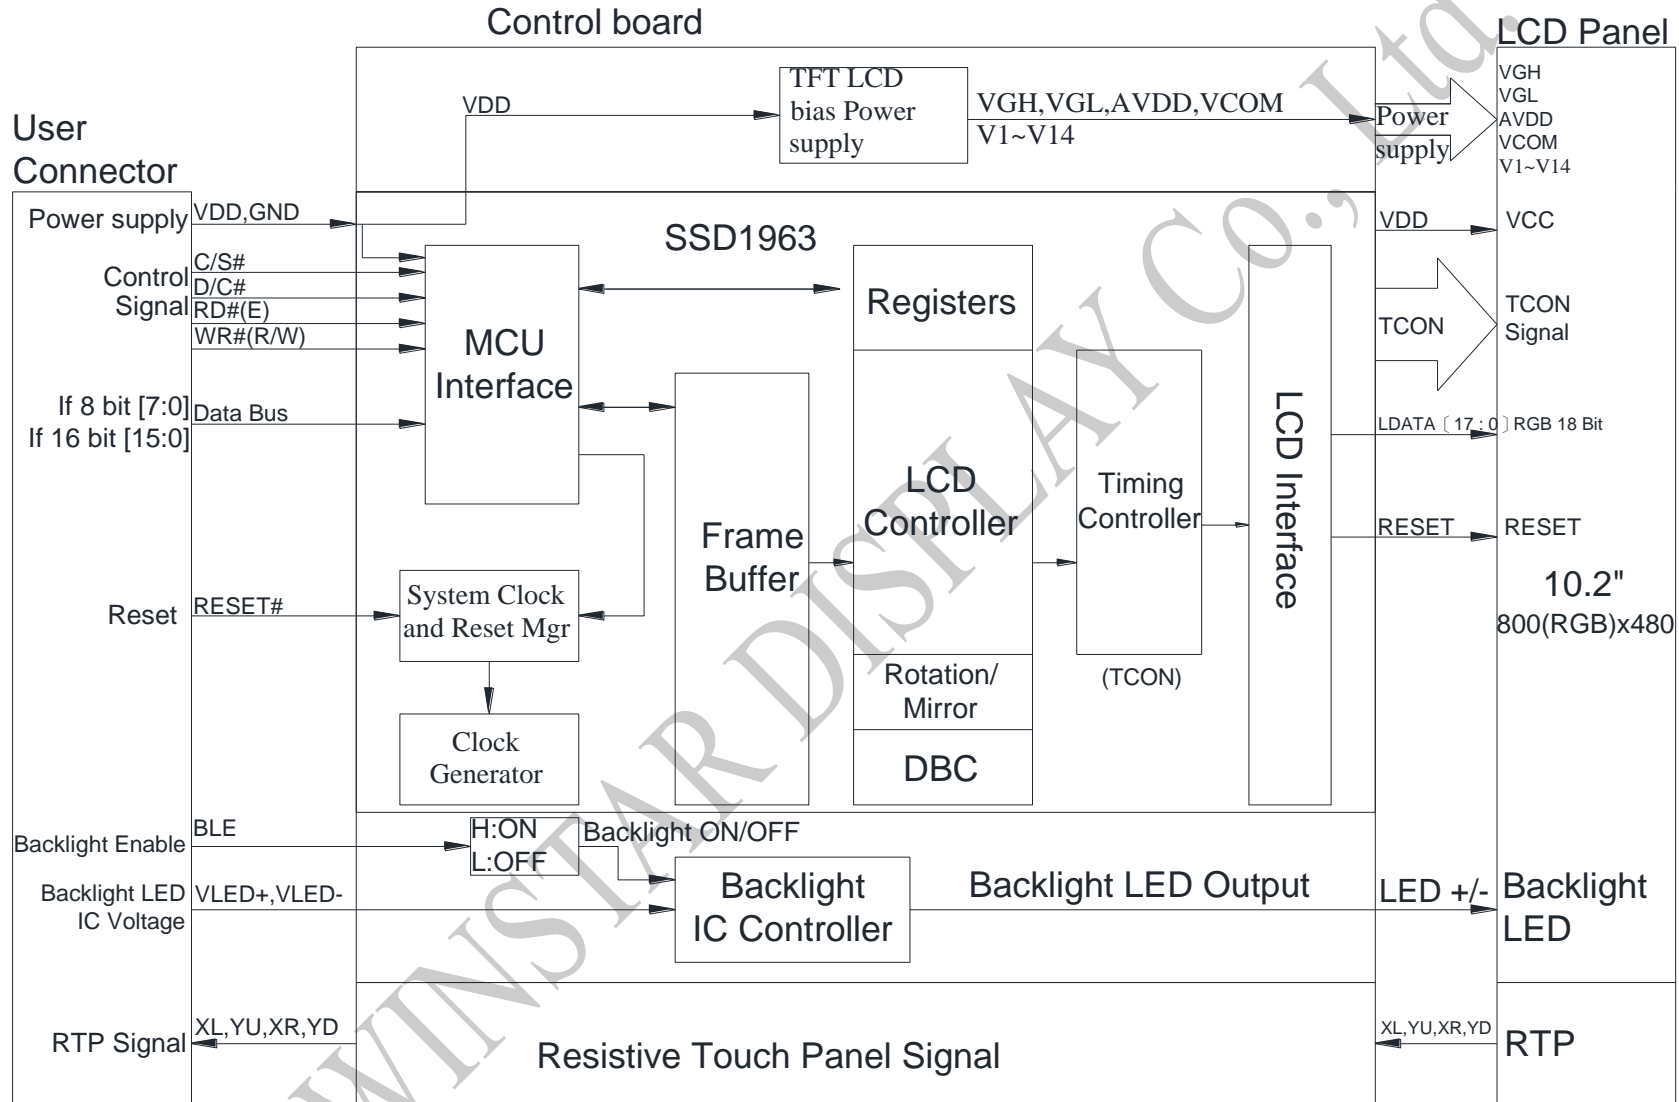 Control board
LCD Panel
User
Connector
VDD
TFT LCD
bias Power
supply
VGH,VGL,AVDD,VCOM
V1~V14
Power
supply
VGH
VGL
AVDD
VCOM
V1~V14
Power supply
VDD,GND
SSD1963
VDD
VCC
Control
Signal
C/S#
D/C#
RD#(E)
WR#(R/W)
MCU
Interface
Registers
TCON
TCON
Signal
If 8 bit [7:0]
If 16 bit [15:0]
Data Bus
LCD
Controller
Timing
Controller
(TCON)
LCD Interface
LDATA〔17 : 0〕RGB 18 Bit
Frame
Buffer
RESET
RESET
10.2"
800(RGB)x480
Reset
RESET#
System Clock
and Reset Mgr
Rotation/
Mirror
Clock
Generator
DBC
Backlight Enable
BLE
H:ON
L:OFF
Backlight ON/OFF
Backlight LED
IC Voltage
VLED+,VLED-
Backlight
IC Controller
Backlight LED Output
LED +/-
Backlight
LED
RTP Signal
XL,YU,XR,YD
Resistive Touch Panel Signal
XL,YU,XR,YD
RTP
WINSTAR DISPLAY Co., Ltd.